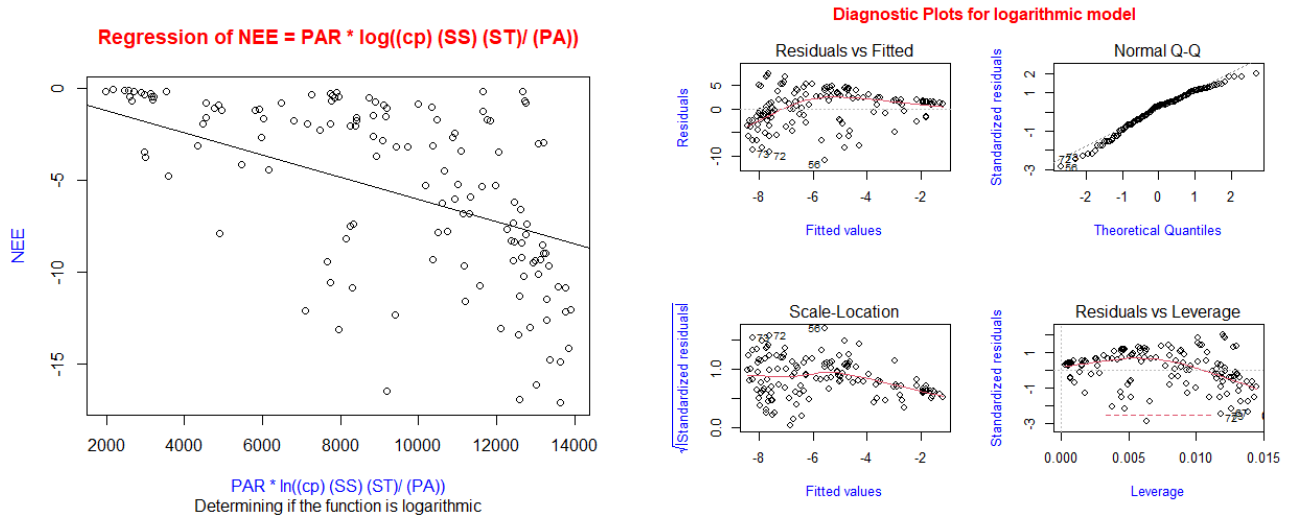 Regression of NEE = PAR * log((cp) (SS) (ST)/ (PA))
NEE
0
-5
-10
-15
2000 4000 6000 8000 10000 12000 14000
PAR * ln((cp) (SS) (ST)/ (PA))
Determining if the function is logarithmic
Diagnostic Plots for logarithmic model
Residuals vs Fitted
Residuals
5
0
-10
73 72
56
-8 -6 -4 -2
Fitted values
Normal Q-Q
Standardized residuals
2
1
-1
-3
56
-2 -1 0 1 2
Theoretical Quantiles
Scale-Location
√|Standardized residuals|
1.0
0.0
73 72 56
-8 -6 -4 -2
Fitted values
Residuals vs Leverage
Standardized residuals
1
-1
-3
0.000 0.005 0.010 0.015
Leverage